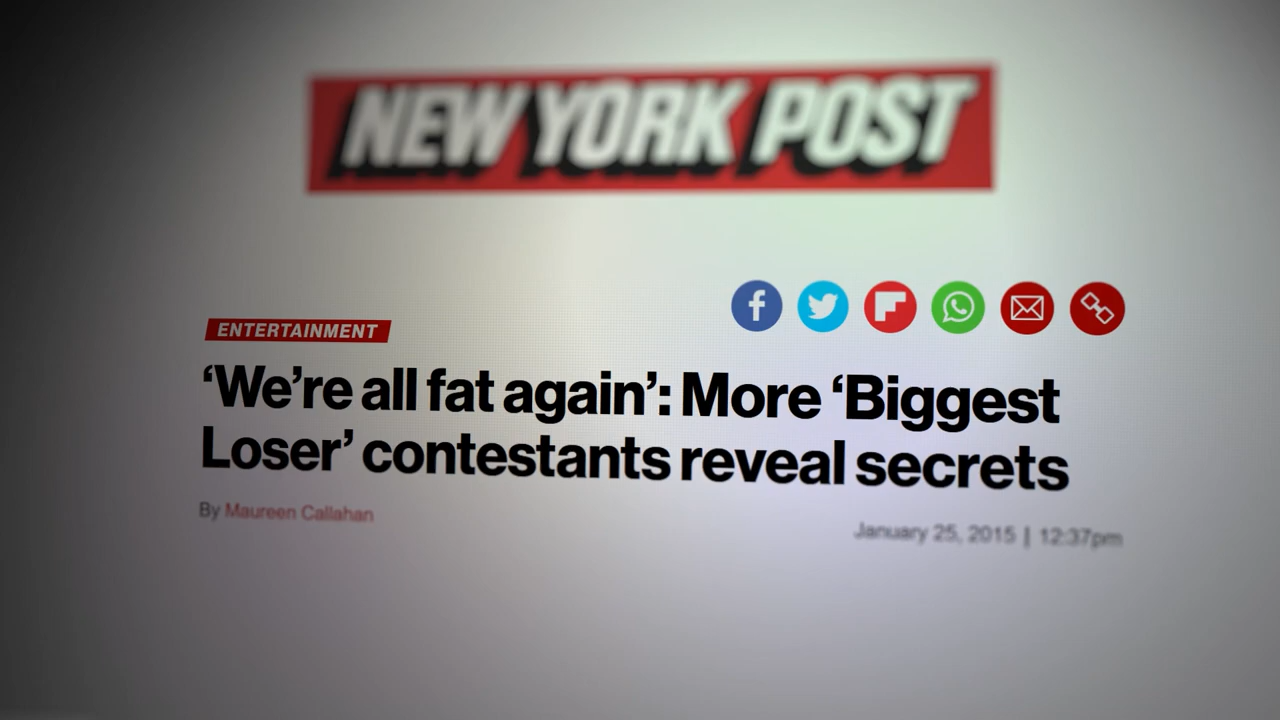 NEW YORK POST
ENTERTAINMENT
‘We’re all fat again’: More ‘Biggest
Loser’ contestants reveal secrets
By Maureen Callahan
January 25, 2015 | 12:37pm